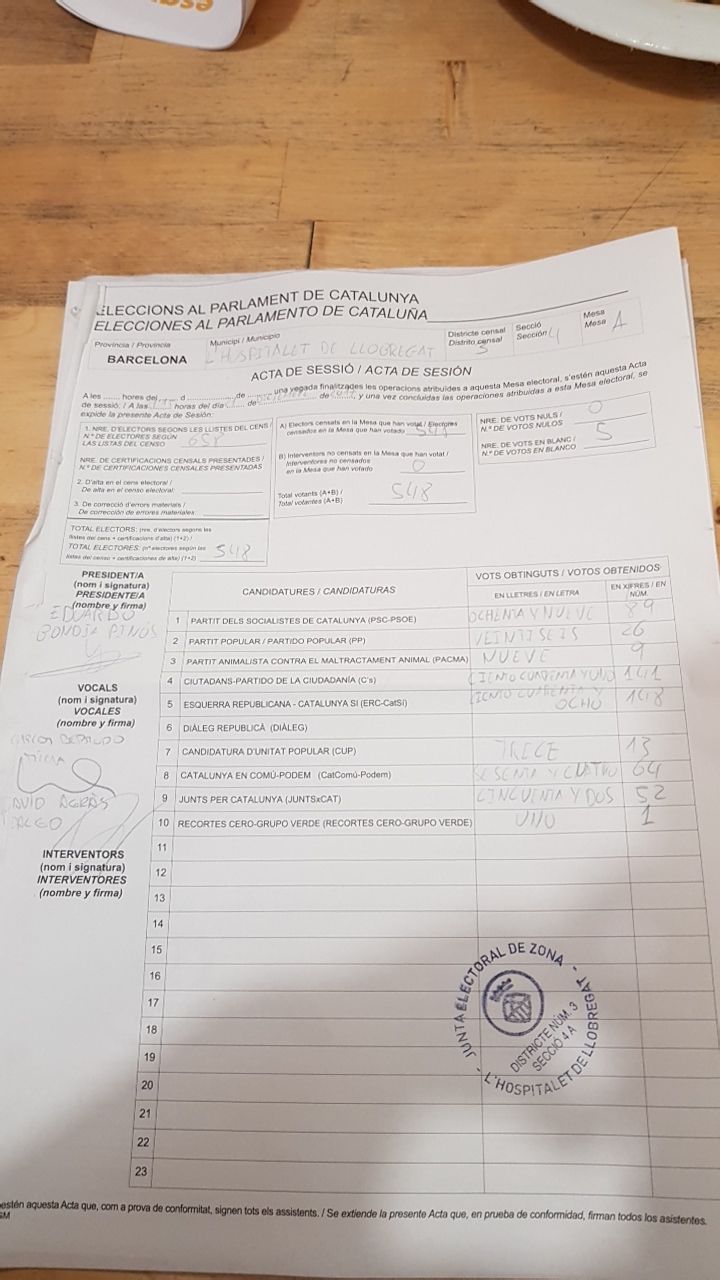 ELECCIONS AL PARLAMENT DE CATALUNYA
ELECCIONES AL PARLAMENTO DE CATALUÑA
Província / Provincia
BARCELONA
Municipi / Municipio
L'HOSPITALET DE LLOBREGAT
Districte censal
Distrito censal 3
Secció
Sección 4
Mesa
Mesa A
ACTA DE SESSIÓ / ACTA DE SESIÓN
A les ........ hores del ........ d ........ de ........ una vegada finalitzades les operacions atribuïdes a aquesta Mesa electoral, s'estén aquesta Acta
de sessió. / A las horas del día de DICIEMBRE de , y una vez concluidas las operaciones atribuidas a esta Mesa electoral, se
expide la presente Acta de Sesión:
1. NRE. D'ELECTORS SEGONS LES LLISTES DEL CENS /
N.º DE ELECTORES SEGÚN
LAS LISTAS DEL CENSO 658
NRE. DE CERTIFICACIONS CENSALS PRESENTADES /
N.º DE CERTIFICACIONES CENSALES PRESENTADAS
2. D'alta en el cens electoral /
De alta en el censo electoral:
3. De correcció d'errors materials /
De corrección de errores materiales:
TOTAL ELECTORS: (nre. d'electors segons les
llistes del cens + certificacions d'alta) (1+2) /
TOTAL ELECTORES: (nº electores según las
listas del censo + certificaciones de alta) (1+2) 548
A) Electors censats en la Mesa que han votat / Electores
censados en la Mesa que han votado 548
B) Interventors no censats en la Mesa que han votat /
Interventores no censados
en la Mesa que han votado 0
Total votants (A+B) /
Total votantes (A+B) 548
NRE. DE VOTS NULS /
N.º DE VOTOS NULOS 0
NRE. DE VOTS EN BLANC /
N.º DE VOTOS EN BLANCO 5
PRESIDENT/A
(nom i signatura)
PRESIDENTE/A
(nombre y firma)
EDUARDO
BONDIA PINÓS
VOCALS
(nom i signatura)
VOCALES
(nombre y firma)
DAVID AGRÀS
INTERVENTORS
(nom i signatura)
INTERVENTORES
(nombre y firma)
CANDIDATURES / CANDIDATURAS
VOTS OBTINGUTS / VOTOS OBTENIDOS
EN LLETRES / EN LETRA
EN XIFRES / EN NÚM.
1 PARTIT DELS SOCIALISTES DE CATALUNYA (PSC-PSOE) OCHENTA Y NUEVE 89
2 PARTIT POPULAR / PARTIDO POPULAR (PP) VEINTISEIS 26
3 PARTIT ANIMALISTA CONTRA EL MALTRACTAMENT ANIMAL (PACMA) NUEVE 9
4 CIUTADANS-PARTIDO DE LA CIUDADANÍA (C's) CIENTO CUARENTA Y UNO 141
5 ESQUERRA REPUBLICANA - CATALUNYA SI (ERC-CatSí) CIENTO CUARENTA Y OCHO 148
6 DIÀLEG REPUBLICÀ (DIÀLEG)
7 CANDIDATURA D'UNITAT POPULAR (CUP) TRECE 13
8 CATALUNYA EN COMÚ-PODEM (CatComú-Podem) SESENTA Y CUATRO 64
9 JUNTS PER CATALUNYA (JUNTSxCAT) CINCUENTA Y DOS 52
10 RECORTES CERO-GRUPO VERDE (RECORTES CERO-GRUPO VERDE) UNO 1
11
12
13
14
15
16
17
18
19
20
21
22
23
- JUNTA ELECTORAL DE ZONA -
DISTRICTE NÚM. 3
SECCIÓ 4 A
L'HOSPITALET DE LLOBREGAT
estén aquesta Acta que, com a prova de conformitat, signen tots els assistents. / Se extiende la presente Acta que, en prueba de conformidad, firman todos los asistentes.